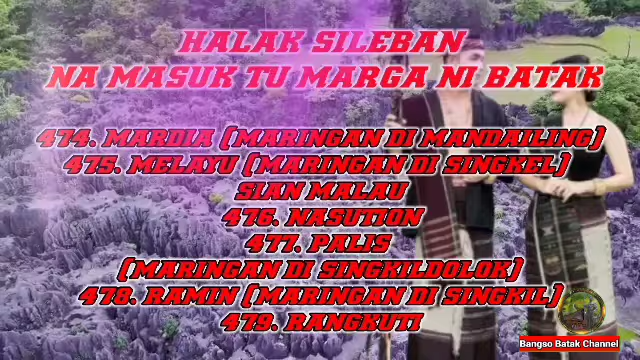 HALAK SILEBAN
NA MASUK TU MARGA NI BATAK
474. MARDIA (MARINGAN DI MANDAILING)
475. MELAYU (MARINGAN DI SINGKEL)
SIAN MALAU
476. NASUTION
477. PALIS
(MARINGAN DI SINGKILDOLOK)
478. RAMIN (MARINGAN DI SINGKIL)
479. RANGKUTI
Bangso Batak Channel